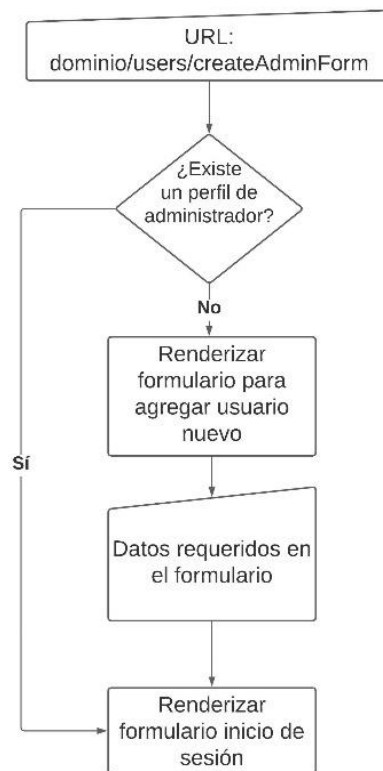 URL:
dominio/users/createAdminForm
¿Existe
un perfil de
administrador?
No
Renderizar
formulario para
agregar usuario
nuevo
Sí
Datos requeridos en
el formulario
Renderizar
formulario inicio de
sesión